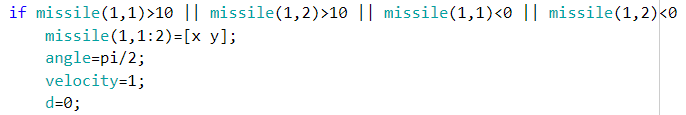 if missile(1,1)>10 || missile(1,2)>10 || missile(1,1)<0 || missile(1,2)<0
missile(1,1:2)=[x y];
angle=pi/2;
velocity=1;
d=0;